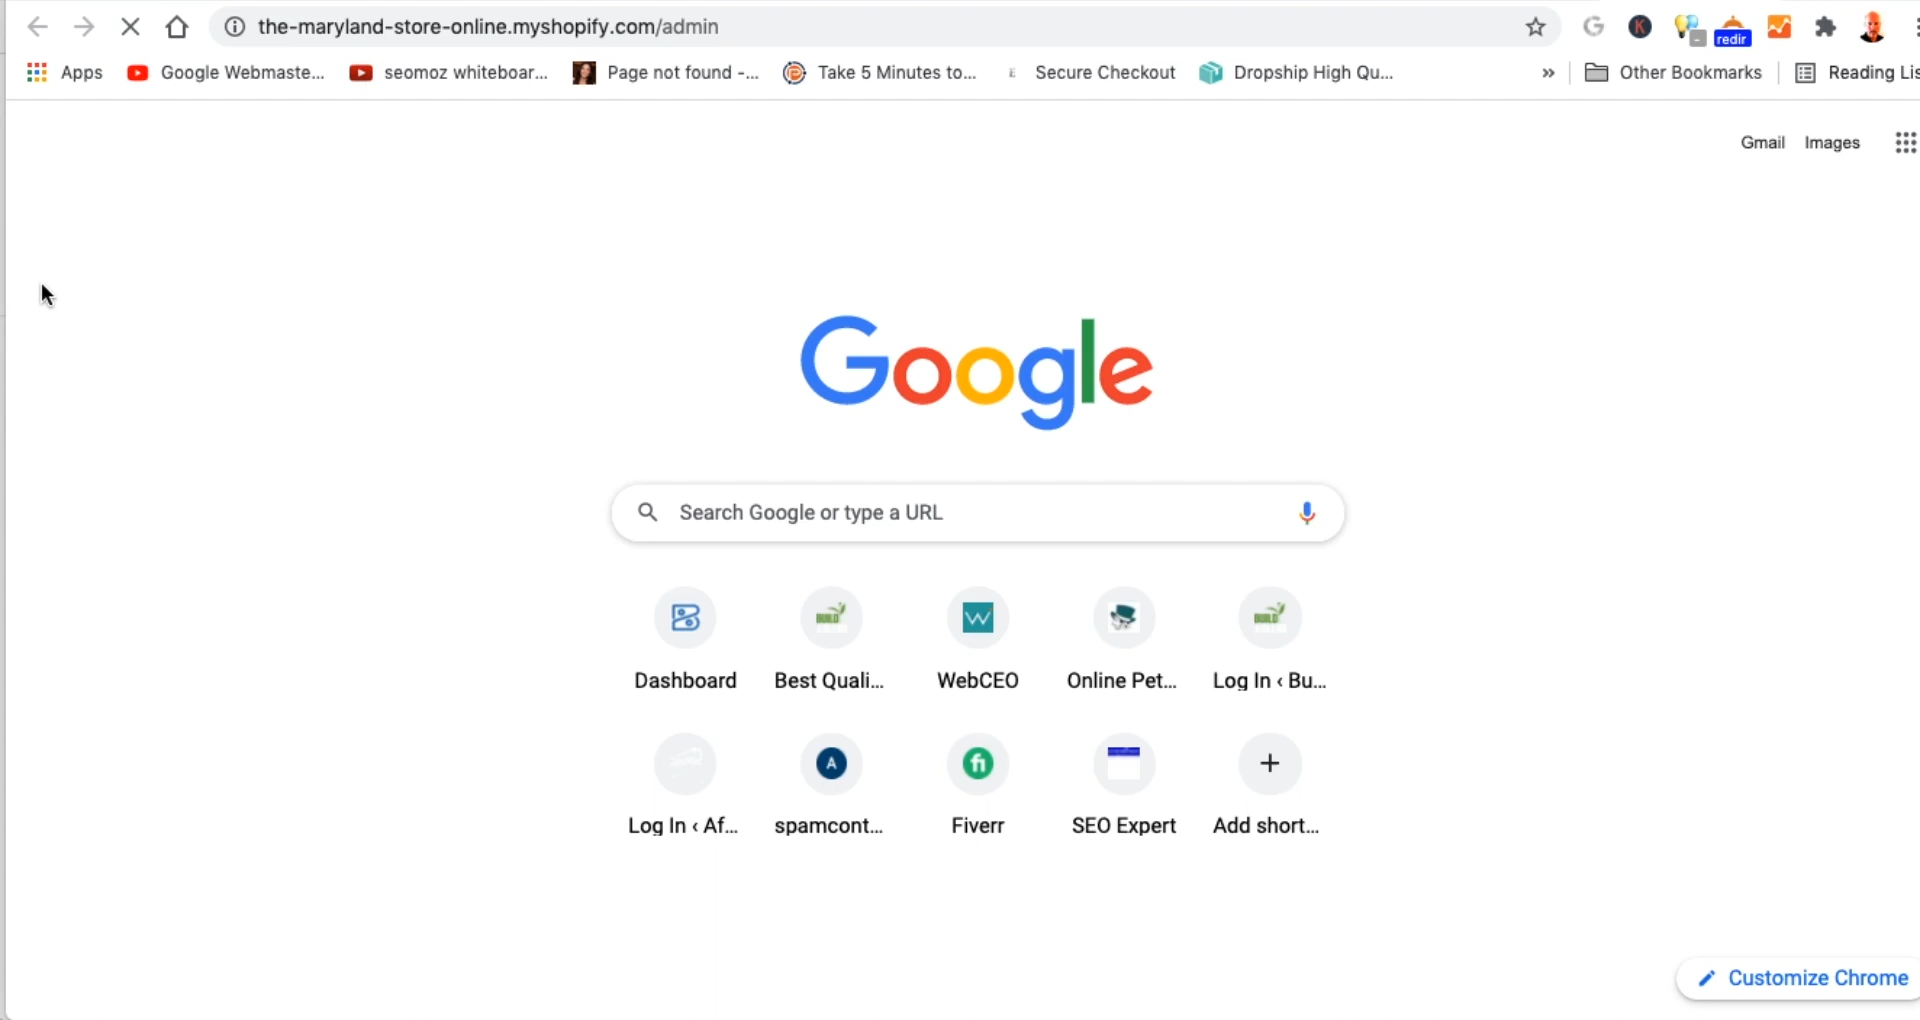 the-maryland-store-online.myshopify.com/admin
redir
Apps
Google Webmaste...
seomoz whiteboar...
Page not found -...
Take 5 Minutes to...
Secure Checkout
Dropship High Qu...
»
Other Bookmarks
Reading Lis
Gmail
Images
Google
Search Google or type a URL
Dashboard
Best Quali...
WebCEO
Online Pet...
Log In ‹ Bu...
Log In ‹ Af...
spamcont...
Fiverr
SEO Expert
Add short...
Customize Chrome